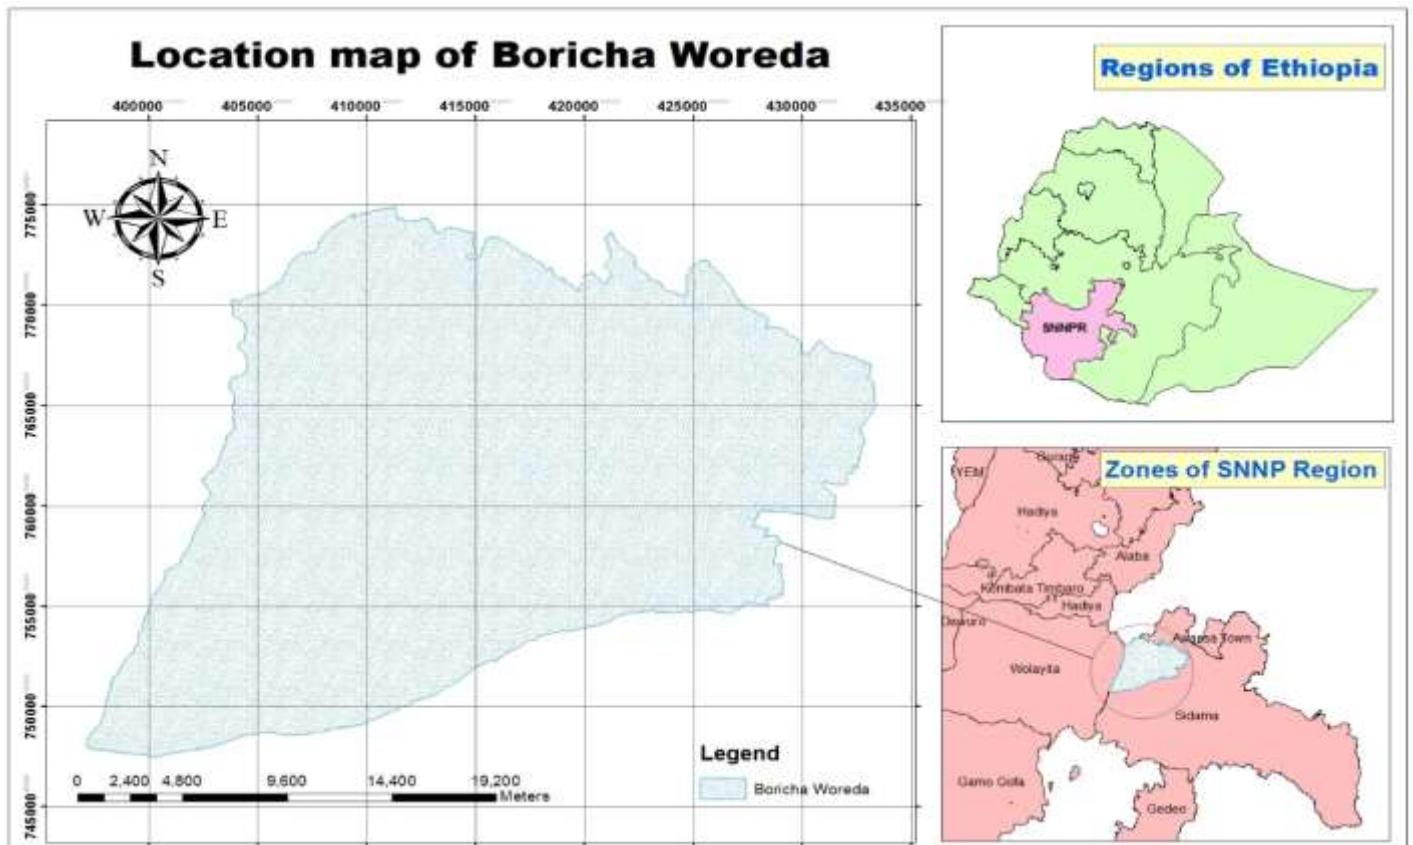 Location map of Boricha Woreda
400000 405000 410000 415000 420000 425000 430000 435000
775000
770000
765000
760000
755000
750000
745000
N
W E
S
0 2,400 4,800 9,600 14,400 19,200
Meters
Legend
Boricha Woreda
Regions of Ethiopia
SNNPR
Zones of SNNP Region
YEM
Hadiya
Alaba
Kembata Timbaro
Hadiya
Wolayita
Town
Sidama
Gamo Gofa
Gedeo